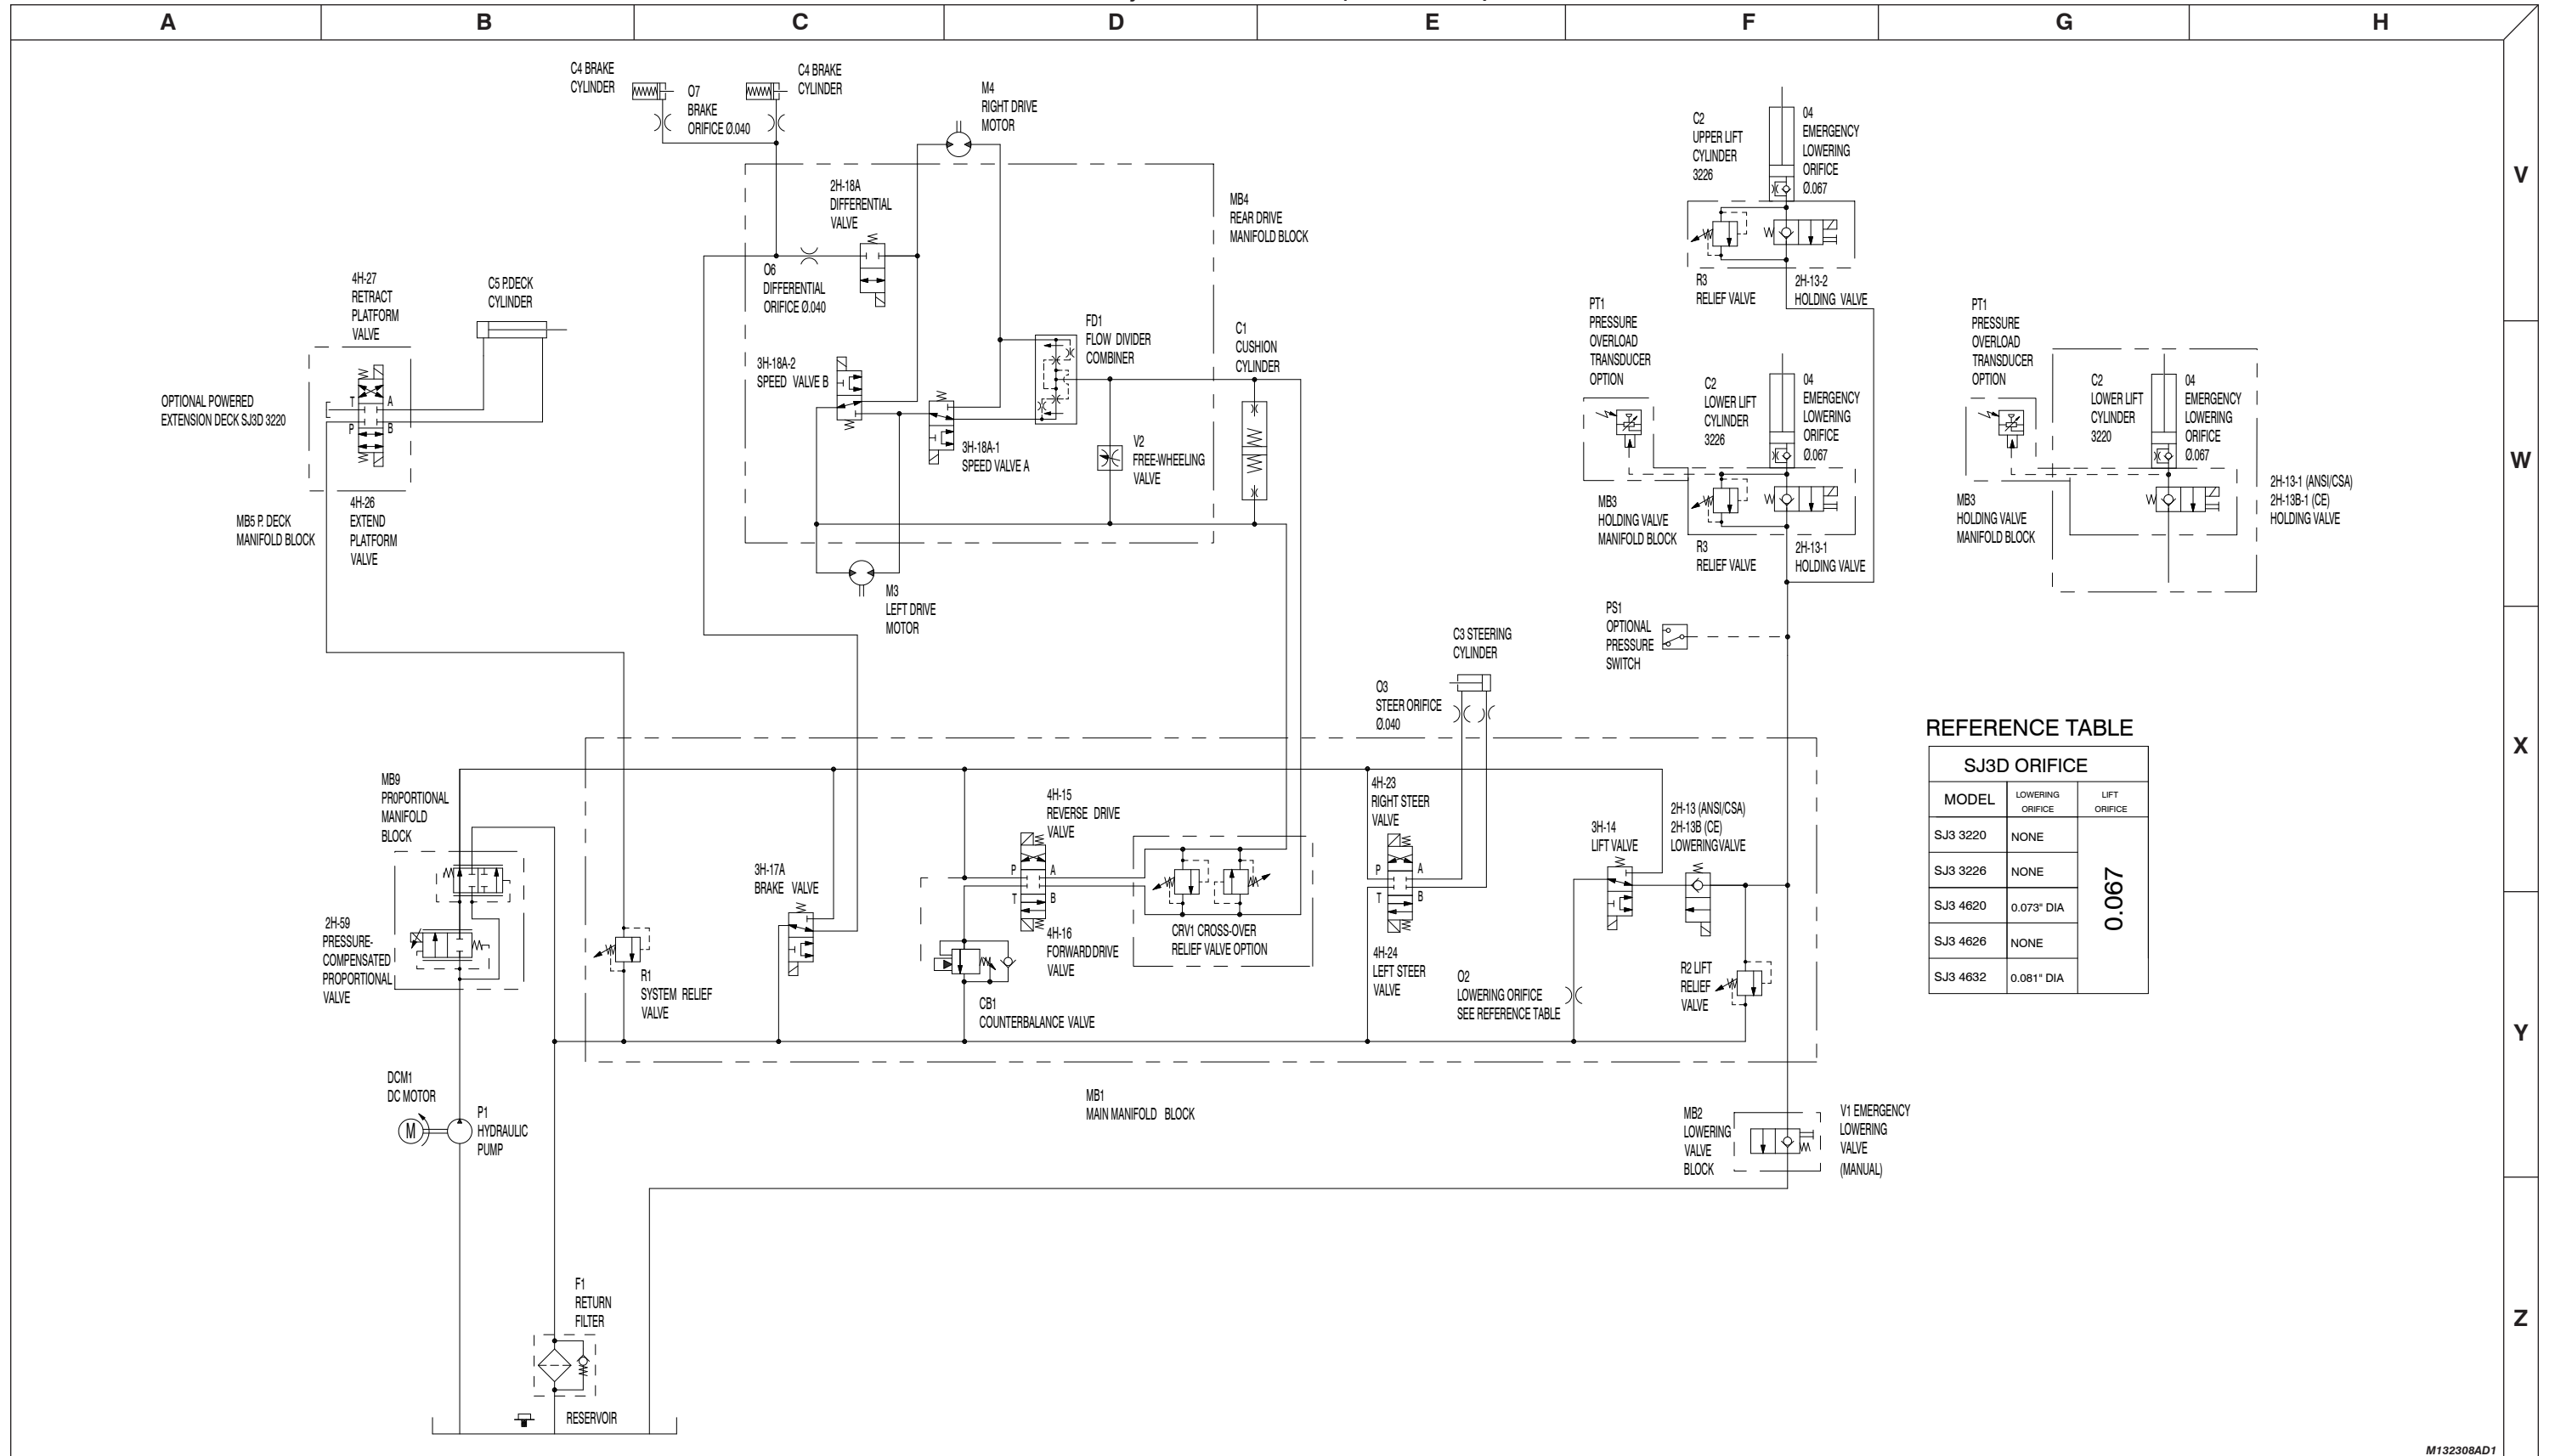 A B C D E F G H
V
W
X
Y
Z
C4 BRAKE
CYLINDER
O7
BRAKE
ORIFICE Ø.040
C4 BRAKE
CYLINDER
M4
RIGHT DRIVE
MOTOR
2H-18A
DIFFERENTIAL
VALVE
MB4
REAR DRIVE
MANIFOLD BLOCK
O6
DIFFERENTIAL
ORIFICE Ø.040
4H-27
RETRACT
PLATFORM
VALVE
C5 P.DECK
CYLINDER
OPTIONAL POWERED
EXTENSION DECK SJ3D 3220
T
A
P
B
MB5 P. DECK
MANIFOLD BLOCK
4H-26
EXTEND
PLATFORM
VALVE
3H-18A-2
SPEED VALVE B
3H-18A-1
SPEED VALVE A
FD1
FLOW DIVIDER
COMBINER
C1
CUSHION
CYLINDER
V2
FREE-WHEELING
VALVE
M3
LEFT DRIVE
MOTOR
C2
UPPER LIFT
CYLINDER
3226
04
EMERGENCY
LOWERING
ORIFICE
Ø.067
R3
RELIEF VALVE
2H-13-2
HOLDING VALVE
PT1
PRESSURE
OVERLOAD
TRANSDUCER
OPTION
C2
LOWER LIFT
CYLINDER
3226
04
EMERGENCY
LOWERING
ORIFICE
Ø.067
MB3
HOLDING VALVE
MANIFOLD BLOCK
R3
RELIEF VALVE
2H-13-1
HOLDING VALVE
PT1
PRESSURE
OVERLOAD
TRANSDUCER
OPTION
C2
LOWER LIFT
CYLINDER
3220
04
EMERGENCY
LOWERING
ORIFICE
Ø.067
MB3
HOLDING VALVE
MANIFOLD BLOCK
2H-13-1 (ANSI/CSA)
2H-13B-1 (CE)
HOLDING VALVE
PS1
OPTIONAL
PRESSURE
SWITCH
C3 STEERING
CYLINDER
O3
STEER ORIFICE
Ø.040
MB9
PROPORTIONAL
MANIFOLD
BLOCK
2H-59
PRESSURE-
COMPENSATED
PROPORTIONAL
VALVE
R1
SYSTEM RELIEF
VALVE
3H-17A
BRAKE VALVE
4H-15
REVERSE DRIVE
VALVE
P
A
T
B
4H-16
FORWARD DRIVE
VALVE
CB1
COUNTERBALANCE VALVE
CRV1 CROSS-OVER
RELIEF VALVE OPTION
4H-23
RIGHT STEER
VALVE
P
A
T
B
4H-24
LEFT STEER
VALVE
O2
LOWERING ORIFICE
SEE REFERENCE TABLE
3H-14
LIFT VALVE
2H-13 (ANSI/CSA)
2H-13B (CE)
LOWERING VALVE
R2 LIFT
RELIEF
VALVE
REFERENCE TABLE
SJ3D ORIFICE
MODEL LOWERING ORIFICE LIFT ORIFICE
SJ3 3220 NONE
SJ3 3226 NONE
SJ3 4620 0.073" DIA
SJ3 4626 NONE
SJ3 4632 0.081" DIA
0.067
DCM1
DC MOTOR
M
P1
HYDRAULIC
PUMP
MB1
MAIN MANIFOLD BLOCK
MB2
LOWERING
VALVE
BLOCK
V1 EMERGENCY
LOWERING
VALVE
(MANUAL)
F1
RETURN
FILTER
RESERVOIR
M132308AD1